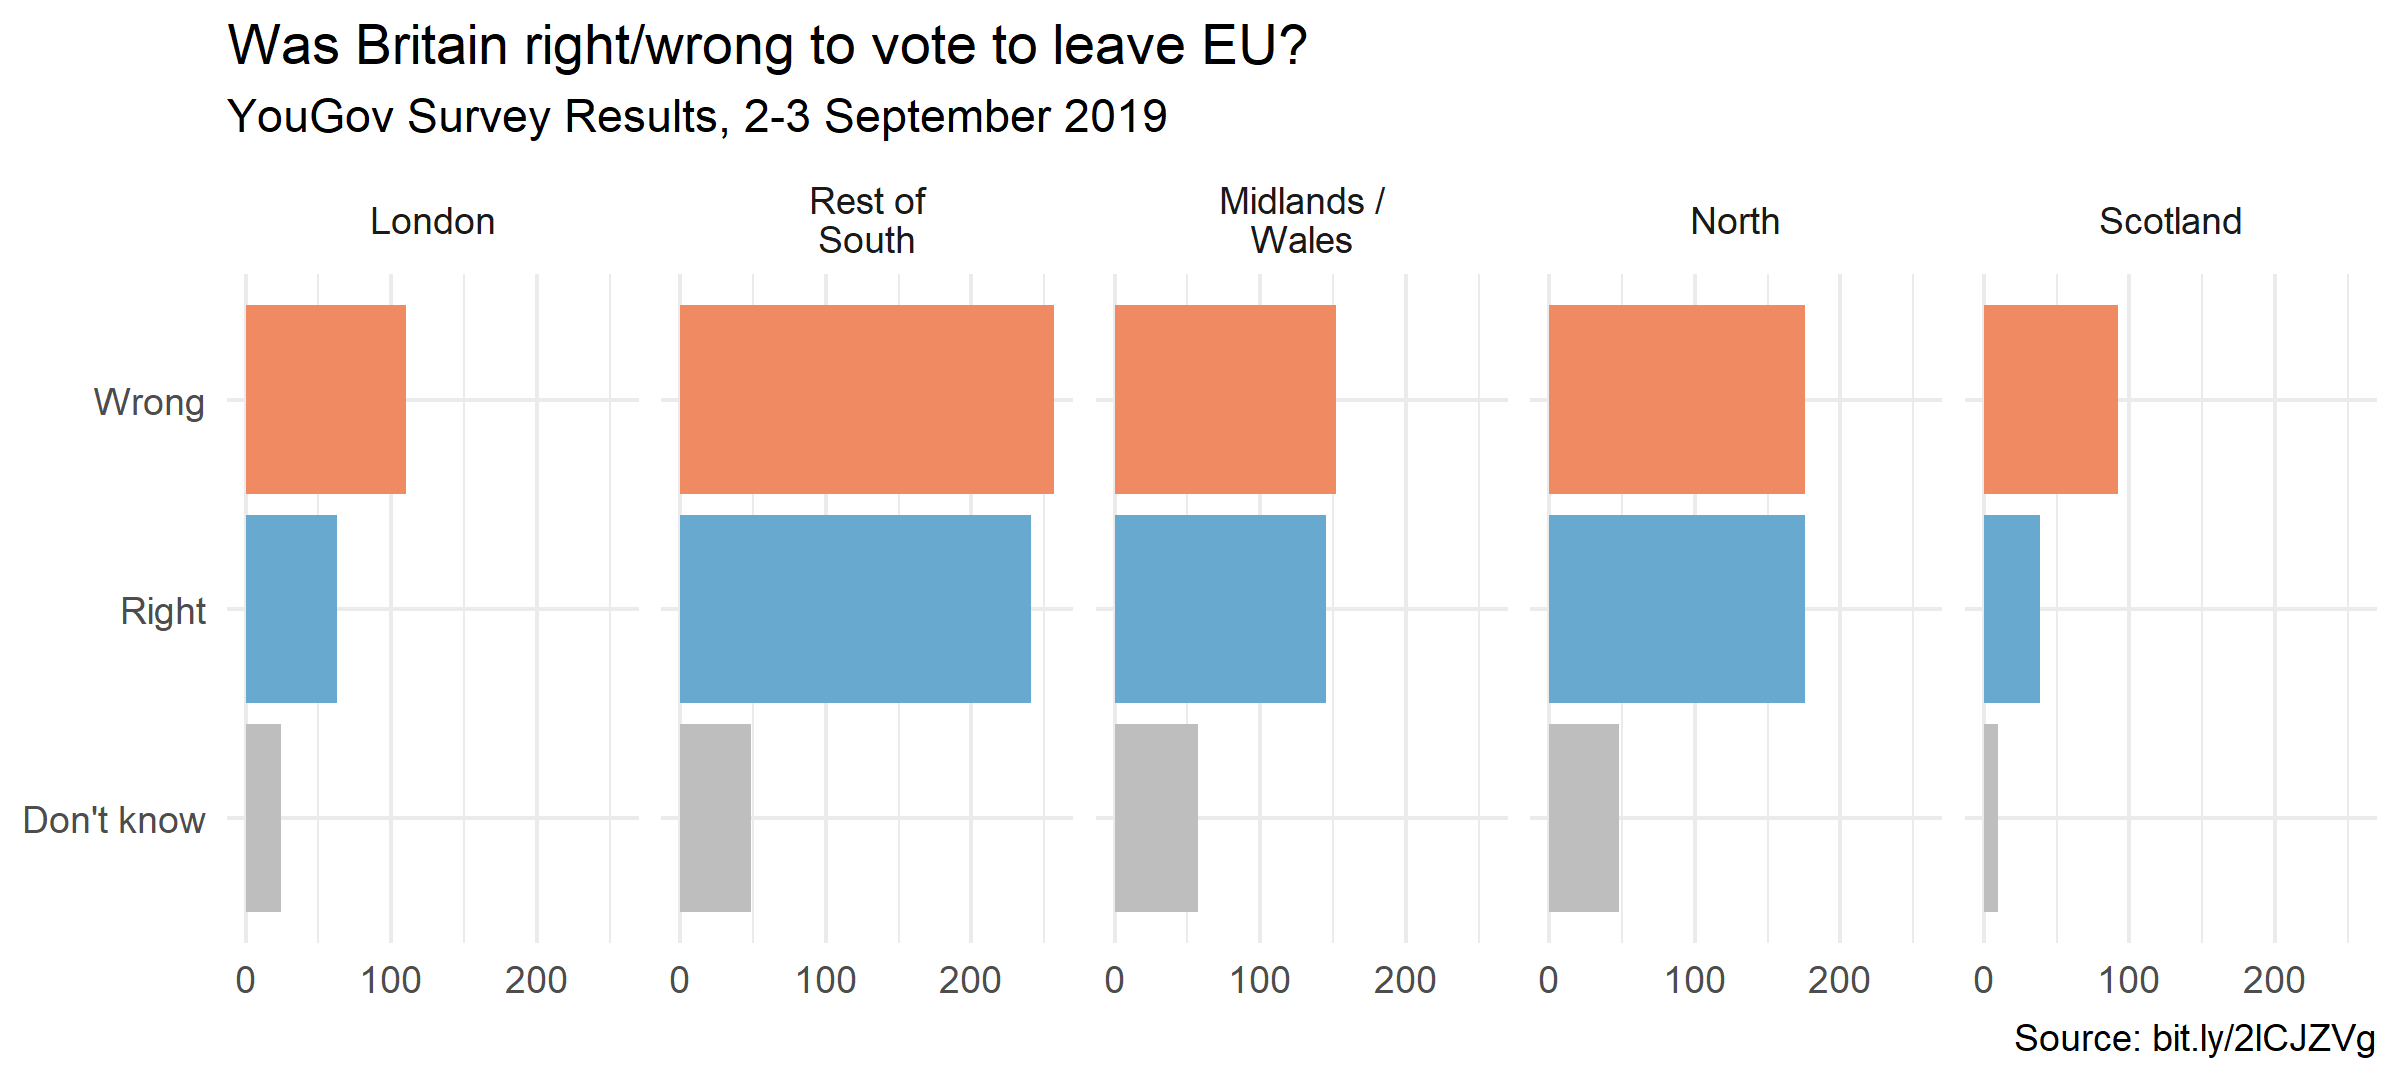 Was Britain right/wrong to vote to leave EU?
YouGov Survey Results, 2-3 September 2019
London
Rest of
South
Midlands /
Wales
North
Scotland
Wrong
Right
Don't know
0 100 200
0 100 200
0 100 200
0 100 200
0 100 200
Source: bit.ly/2lCJZVg